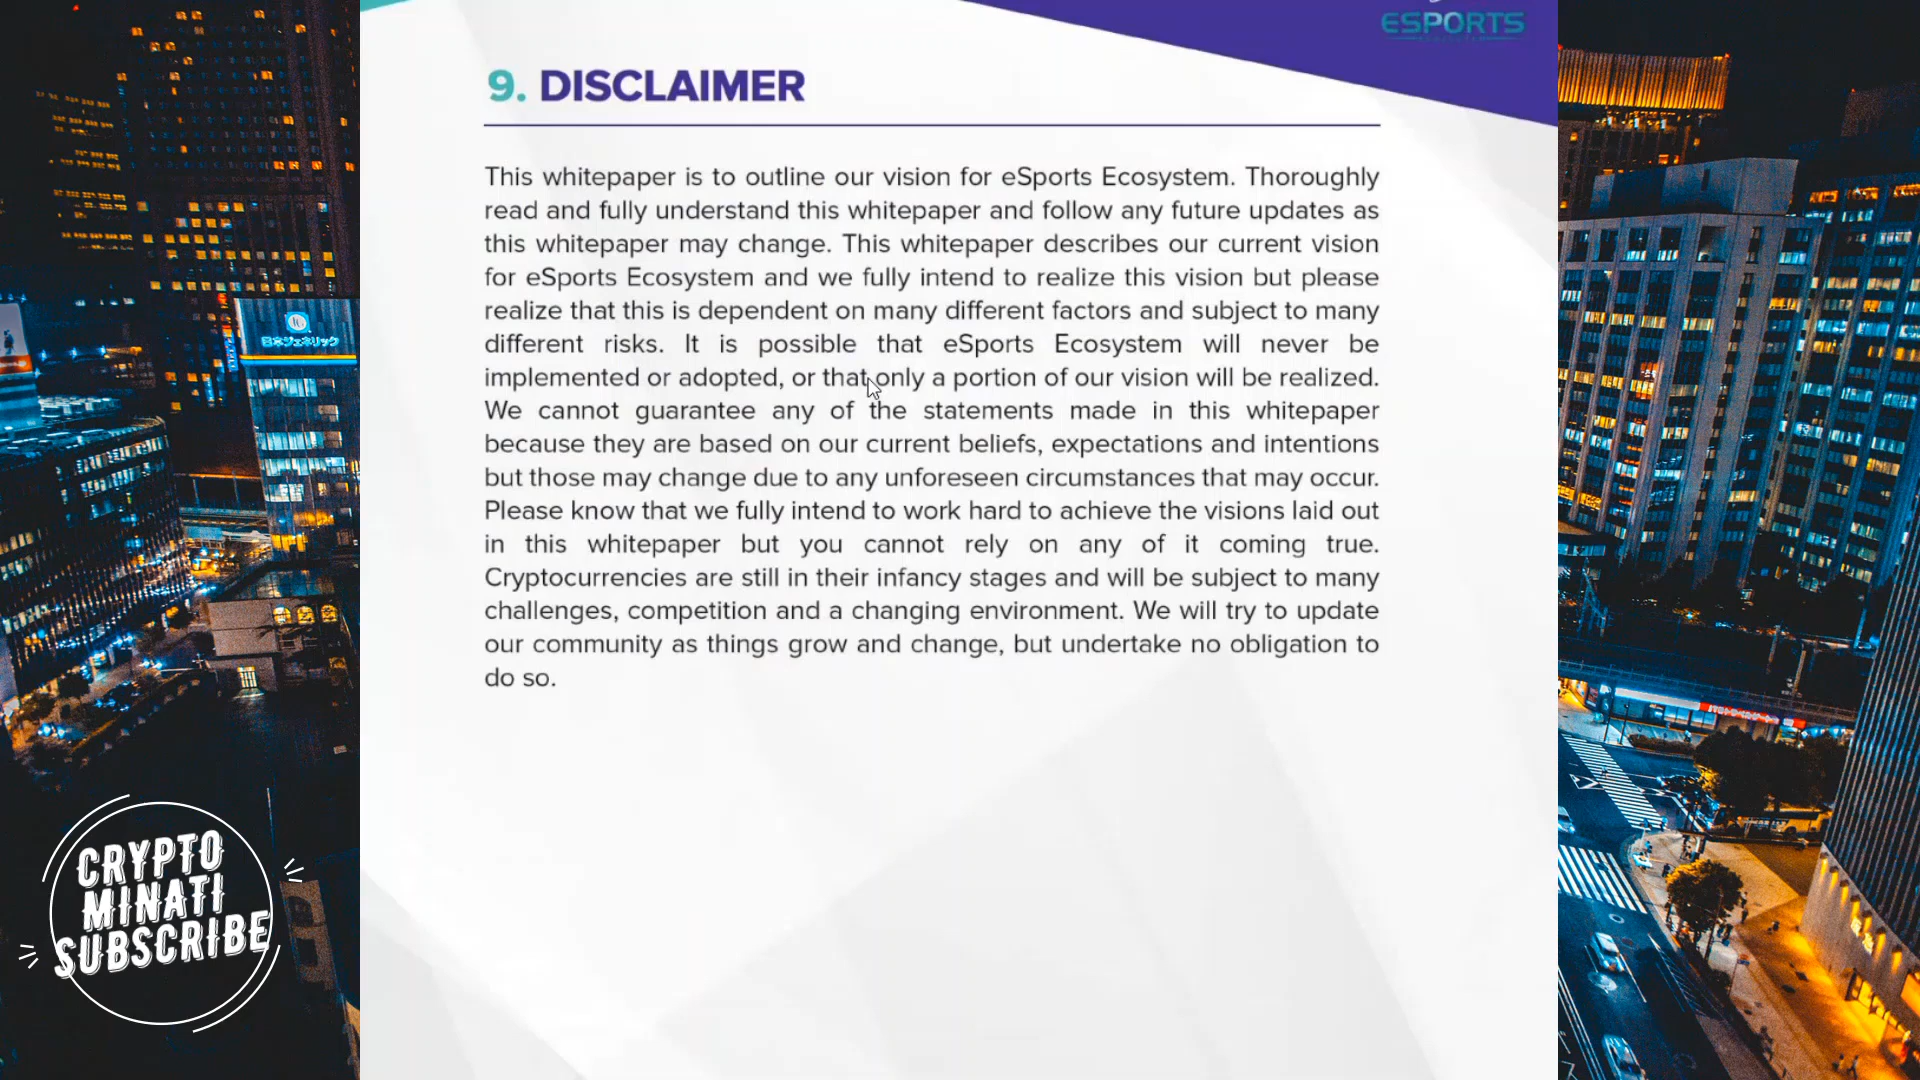 ESPORTS
9. DISCLAIMER
This whitepaper is to outline our vision for eSports Ecosystem. Thoroughly
read and fully understand this whitepaper and follow any future updates as
this whitepaper may change. This whitepaper describes our current vision
for eSports Ecosystem and we fully intend to realize this vision but please
realize that this is dependent on many different factors and subject to many
different risks. It is possible that eSports Ecosystem will never be
implemented or adopted, or that only a portion of our vision will be realized.
We cannot guarantee any of the statements made in this whitepaper
because they are based on our current beliefs, expectations and intentions
but those may change due to any unforeseen circumstances that may occur.
Please know that we fully intend to work hard to achieve the visions laid out
in this whitepaper but you cannot rely on any of it coming true.
Cryptocurrencies are still in their infancy stages and will be subject to many
challenges, competition and a changing environment. We will try to update
our community as things grow and change, but undertake no obligation to
do so.
日本ジェネリック
CRYPTO
MINATI
SUBSCRIBE